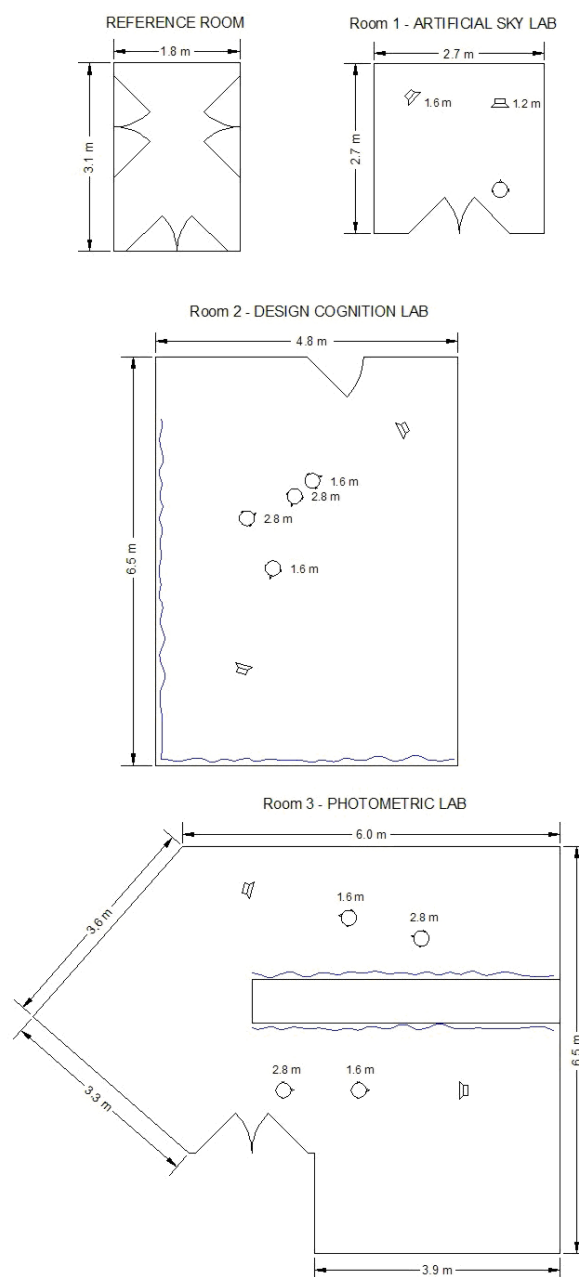 REFERENCE ROOM
1.8 m
3.1 m
Room 1 - ARTIFICIAL SKY LAB
2.7 m
2.7 m
1.6 m
1.2 m
Room 2 - DESIGN COGNITION LAB
4.8 m
6.5 m
1.6 m
2.8 m
2.8 m
1.6 m
Room 3 - PHOTOMETRIC LAB
6.0 m
3.6 m
1.6 m
2.8 m
6.5 m
3.3 m
2.8 m
1.6 m
3.9 m